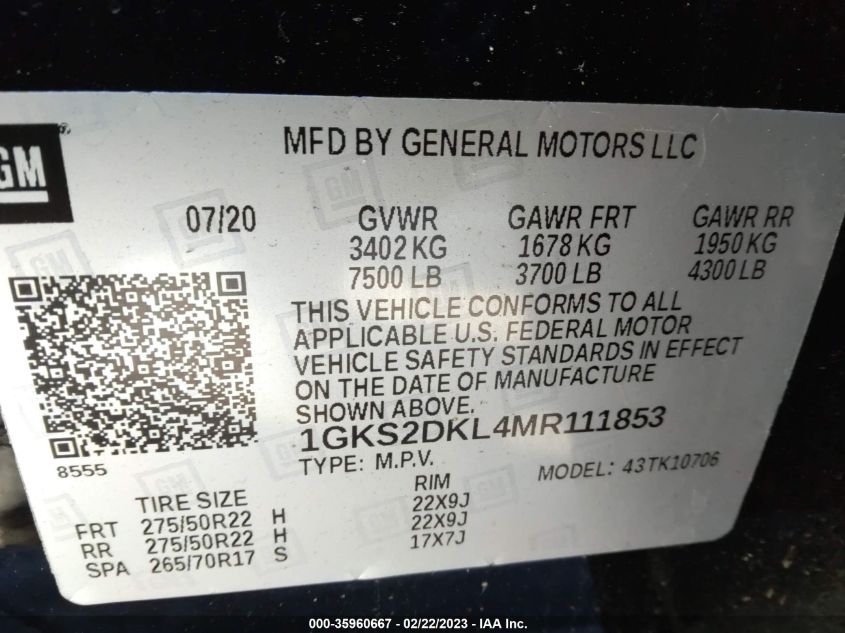 MFD BY GENERAL MOTORS LLC
GM
07/20 GVWR GAWR FRT GAWR RR
3402 KG 1678 KG 1950 KG
7500 LB 3700 LB 4300 LB
THIS VEHICLE CONFORMS TO ALL
APPLICABLE U.S. FEDERAL MOTOR
VEHICLE SAFETY STANDARDS IN EFFECT
ON THE DATE OF MANUFACTURE
SHOWN ABOVE.
1GKS2DKL4MR111853
8555 TYPE: M.P.V. MODEL: 43TK10706
TIRE SIZE RIM
FRT 275/50R22 H 22X9J
RR 275/50R22 H 22X9J
SPA 265/70R17 S 17X7J
000-35960667 - 02/22/2023 - IAA Inc.